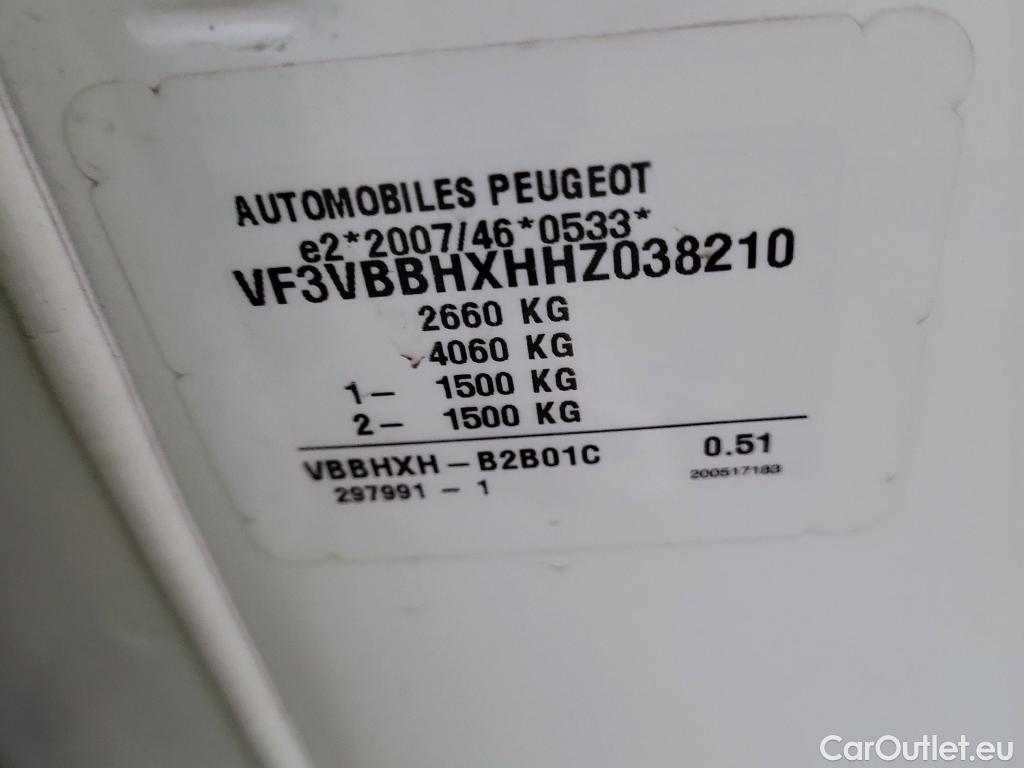 AUTOMOBILES PEUGEOT
e2*2007/46*0533*
VF3VBBHXHHZ038210
2660 KG
4060 KG
1- 1500 KG
2- 1500 KG
VBBHXH-B2B01C 0.51
297991-1 200517183
CarOutlet.eu